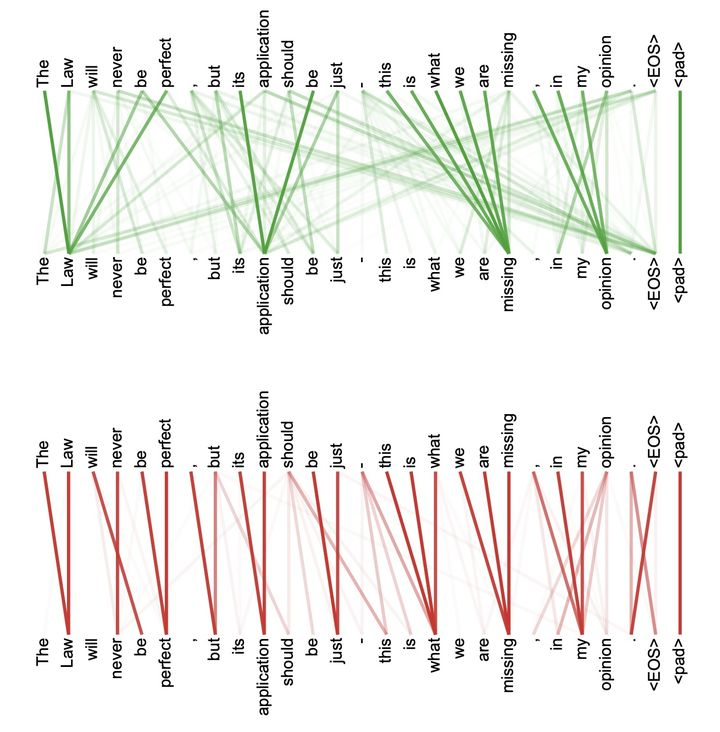 The Law will never be perfect , but its application should be just - this is what we are missing , in my opinion . <EOS> <pad>
The Law will never be perfect , but its application should be just - this is what we are missing , in my opinion . <EOS> <pad>
The Law will never be perfect , but its application should be just - this is what we are missing , in my opinion . <EOS> <pad>
The Law will never be perfect , but its application should be just - this is what we are missing , in my opinion . <EOS> <pad>